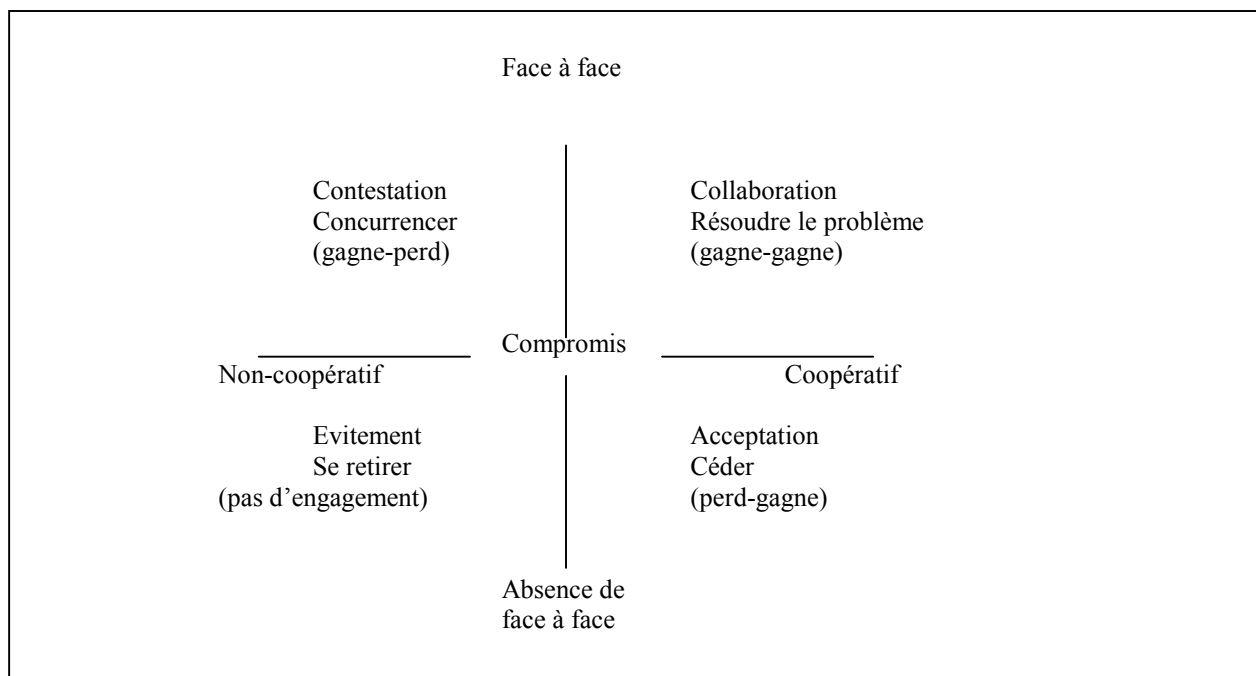 Face à face
Contestation
Concurrencer
(gagne-perd)
Collaboration
Résoudre le problème
(gagne-gagne)
Compromis
Non-coopératif
Coopératif
Evitement
Se retirer
(pas d’engagement)
Acceptation
Céder
(perd-gagne)
Absence de
face à face